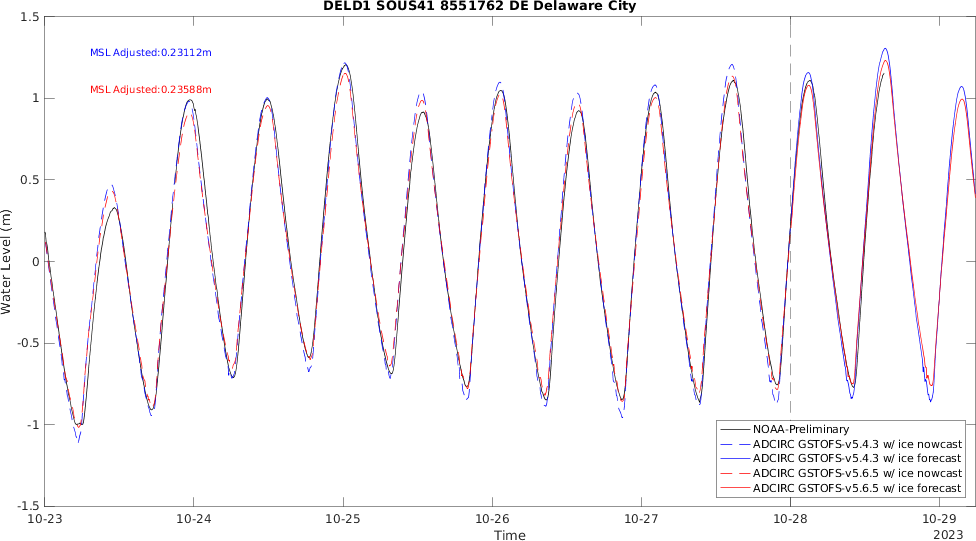 DELD1 SOUS41 8551762 DE Delaware City
1.5
MSL Adjusted:0.23112m
MSL Adjusted:0.23588m
1
0.5
0
-0.5
-1
-1.5
Water Level (m)
NOAA-Preliminary
ADCIRC GSTOFS-v5.4.3 w/ ice nowcast
ADCIRC GSTOFS-v5.4.3 w/ ice forecast
ADCIRC GSTOFS-v5.6.5 w/ ice nowcast
ADCIRC GSTOFS-v5.6.5 w/ ice forecast
10-23 10-24 10-25 10-26 10-27 10-28 10-29
2023
Time